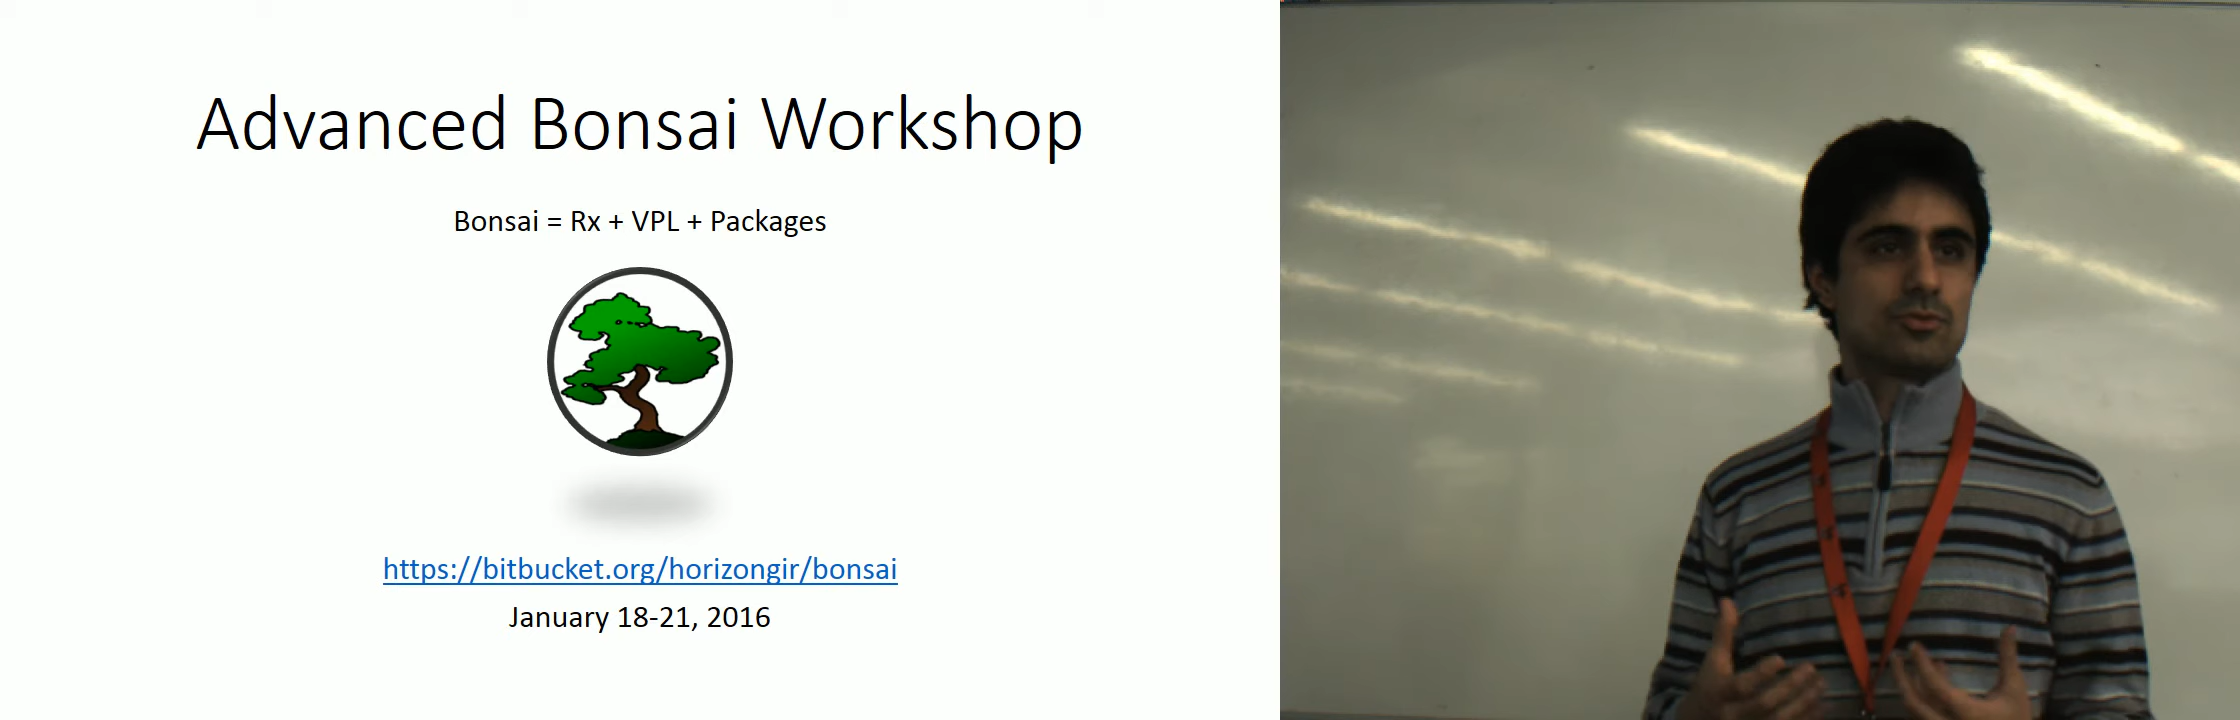 Advanced Bonsai Workshop
Bonsai = Rx + VPL + Packages
https://bitbucket.org/horizongir/bonsai
January 18-21, 2016